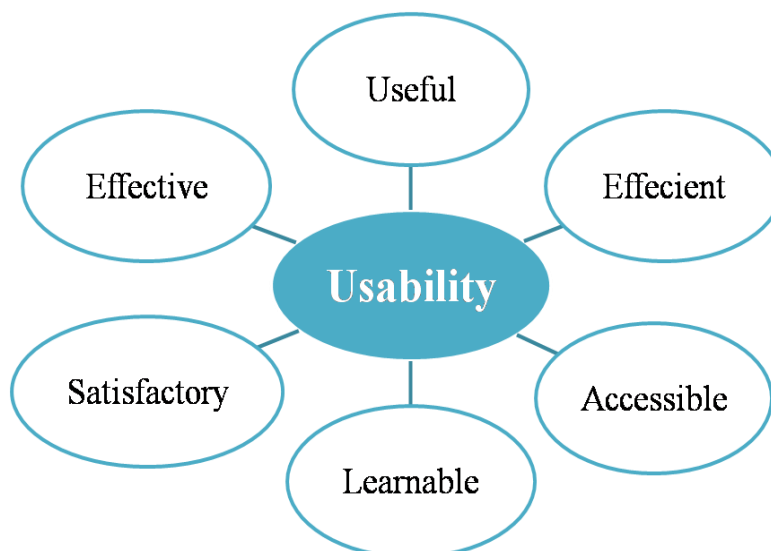 Useful
Effective
Effecient
Usability
Satisfactory
Accessible
Learnable